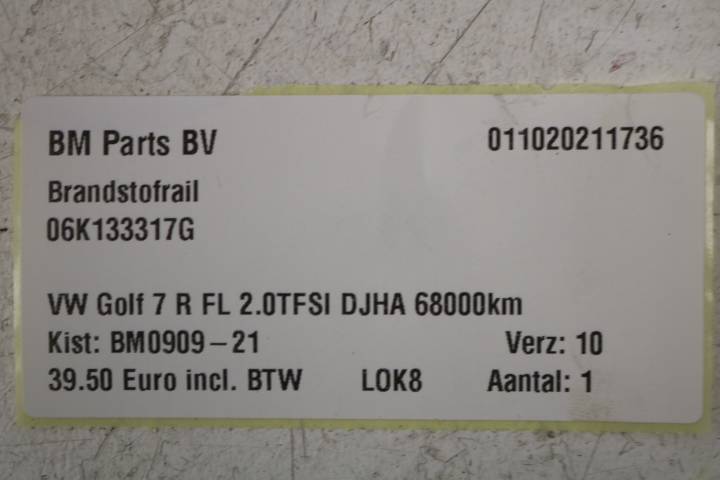 BM Parts BV 011020211736
Brandstofrail
06K133317G
VW Golf 7 R FL 2.0TFSI DJHA 68000km
Kist: BM0909-21 Verz: 10
39.50 Euro incl. BTW LOK8 Aantal: 1